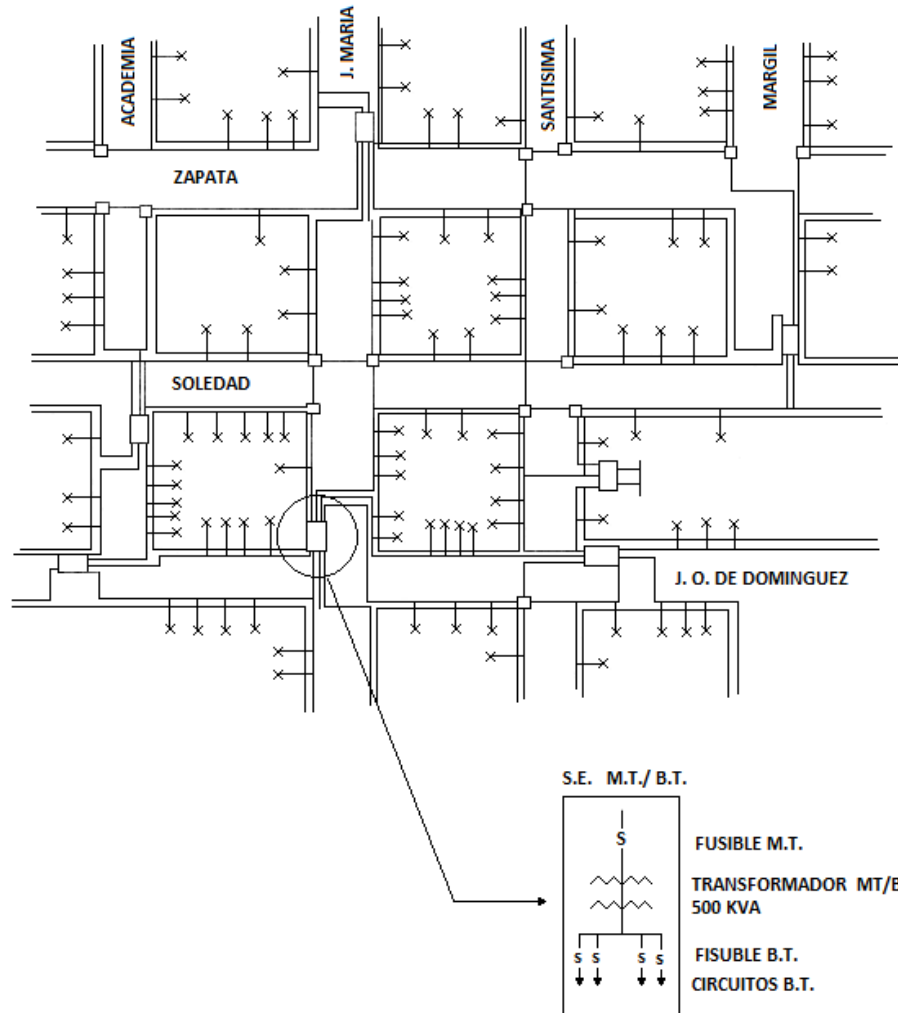 ACADEMIA
J. MARIA
SANTISIMA
MARGIL
ZAPATA
SOLEDAD
J. O. DE DOMINGUEZ
S.E. M.T./ B.T.
S
FUSIBLE M.T.
TRANSFORMADOR MT/B
500 KVA
S S S S
FISUBLE B.T.
CIRCUITOS B.T.